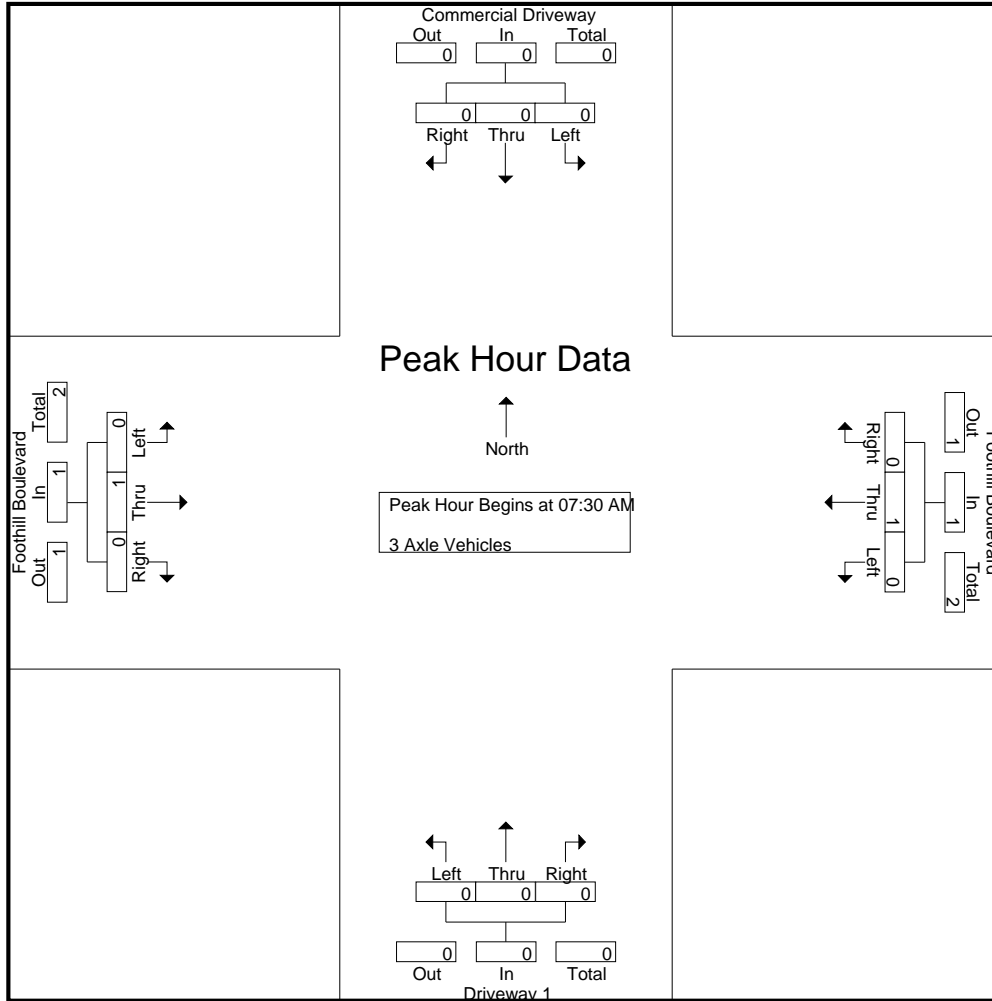 Commercial Driveway
Out In Total
0 0 0
0 0 0
Right Thru Left
Peak Hour Data
North
Peak Hour Begins at 07:30 AM
3 Axle Vehicles
Foothill Boulevard
Out In Total
1 1 2
0 1 0
Left Thru Right
Foothill Boulevard
Out In Total
1 1 2
0 1 0
Right Thru Left
Left Thru Right
0 0 0
0 0 0
Out In Total
Driveway 1